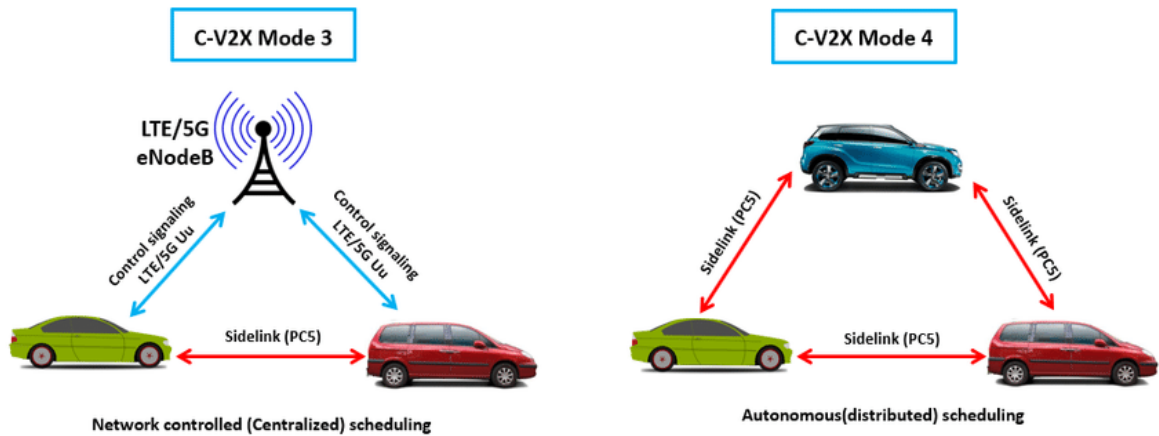 C-V2X Mode 3
LTE/5G
eNodeB
Control signaling
LTE/5G Uu
Control signaling
LTE/5G Uu
Sidelink (PC5)
Network controlled (Centralized) scheduling
C-V2X Mode 4
Sidelink (PC5)
Sidelink (PC5)
Sidelink (PC5)
Autonomous(distributed) scheduling